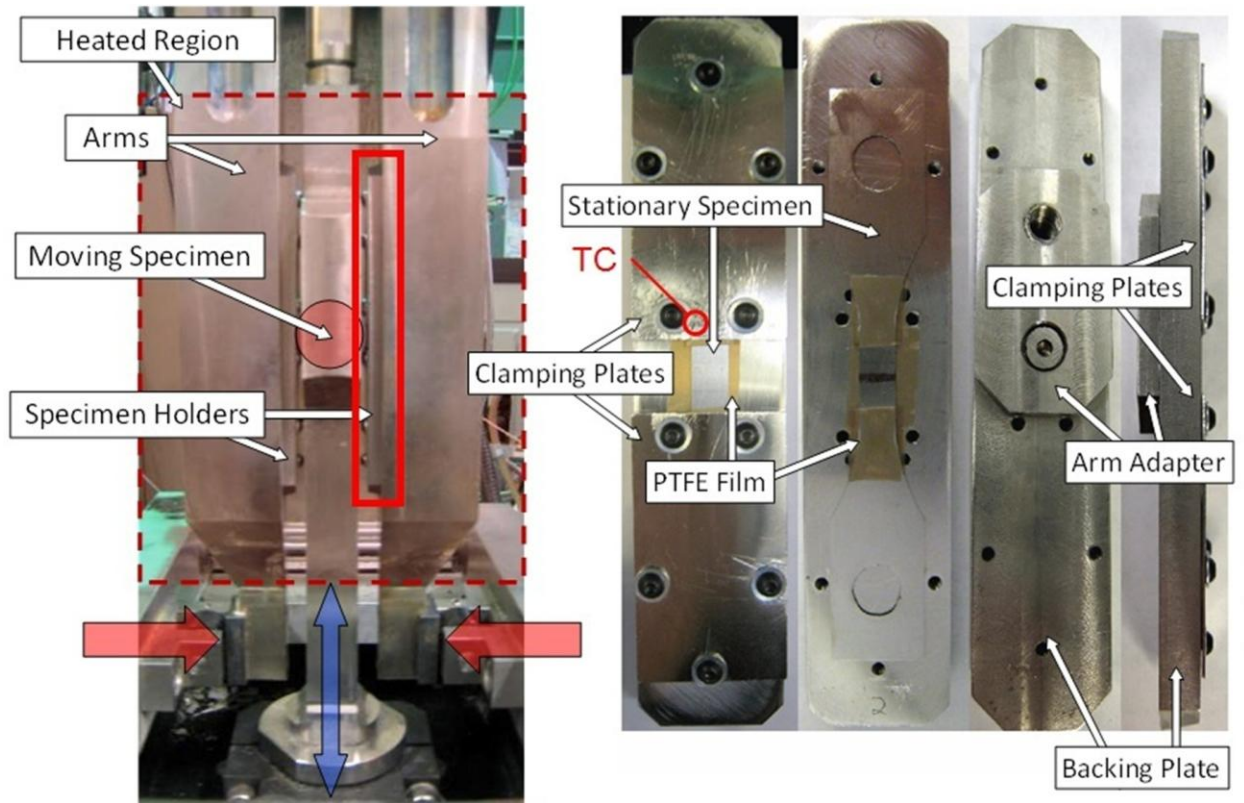 Heated Region
Arms
Moving Specimen
Specimen Holders
Stationary Specimen
TC
Clamping Plates
Clamping Plates
PTFE Film
Arm Adapter
Backing Plate
2